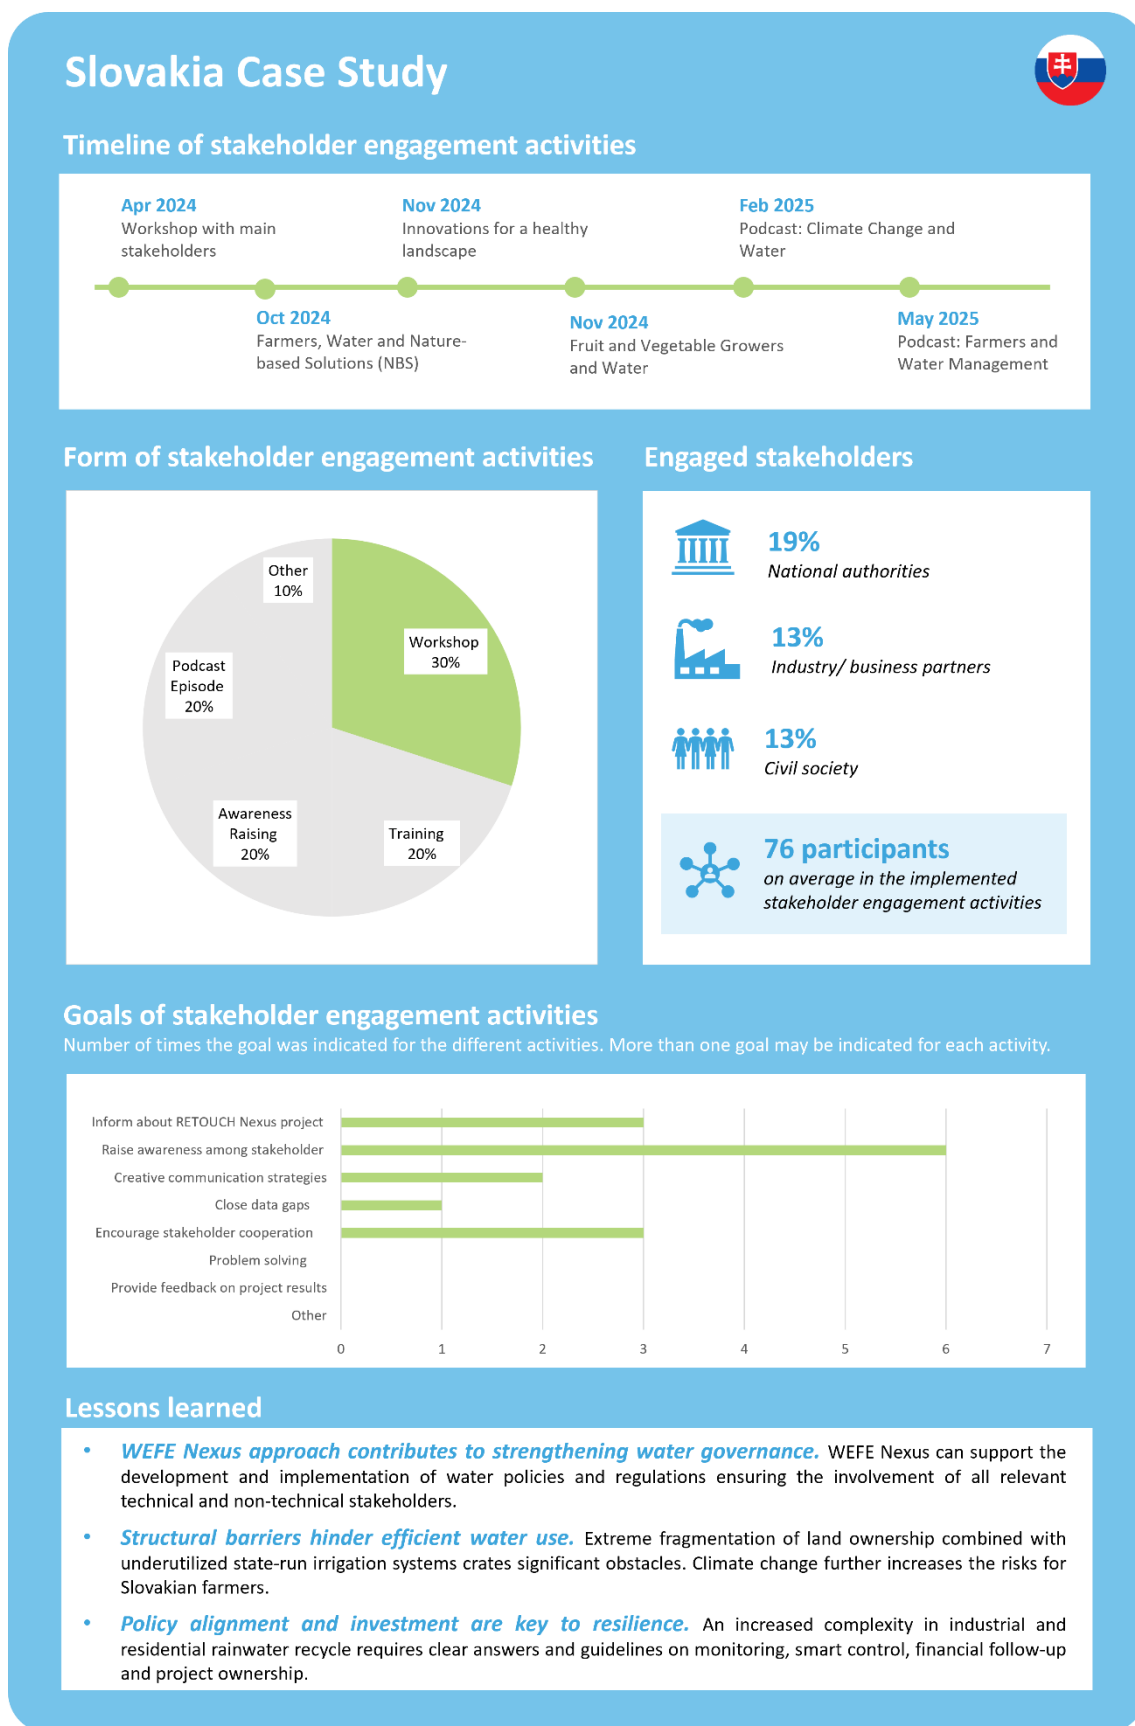 Slovakia Case Study
Timeline of stakeholder engagement activities
Apr 2024
Workshop with main
stakeholders
Nov 2024
Innovations for a healthy
landscape
Feb 2025
Podcast: Climate Change and
Water
Oct 2024
Farmers, Water and Nature-
based Solutions (NBS)
Nov 2024
Fruit and Vegetable Growers
and Water
May 2025
Podcast: Farmers and
Water Management
Form of stakeholder engagement activities
Other
10%
Workshop
30%
Podcast
Episode
20%
Awareness
Raising
20%
Training
20%
Engaged stakeholders
19%
National authorities
13%
Industry/ business partners
13%
Civil society
76 participants
on average in the implemented
stakeholder engagement activities
Goals of stakeholder engagement activities
Number of times the goal was indicated for the different activities. More than one goal may be indicated for each activity.
Inform about RETOUCH Nexus project
Raise awareness among stakeholder
Creative communication strategies
Close data gaps
Encourage stakeholder cooperation
Problem solving
Provide feedback on project results
Other
0 1 2 3 4 5 6 7
Lessons learned
• WEFE Nexus approach contributes to strengthening water governance. WEFE Nexus can support the
development and implementation of water policies and regulations ensuring the involvement of all relevant
technical and non-technical stakeholders.
• Structural barriers hinder efficient water use. Extreme fragmentation of land ownership combined with
underutilized state-run irrigation systems crates significant obstacles. Climate change further increases the risks for
Slovakian farmers.
• Policy alignment and investment are key to resilience. An increased complexity in industrial and
residential rainwater recycle requires clear answers and guidelines on monitoring, smart control, financial follow-up
and project ownership.